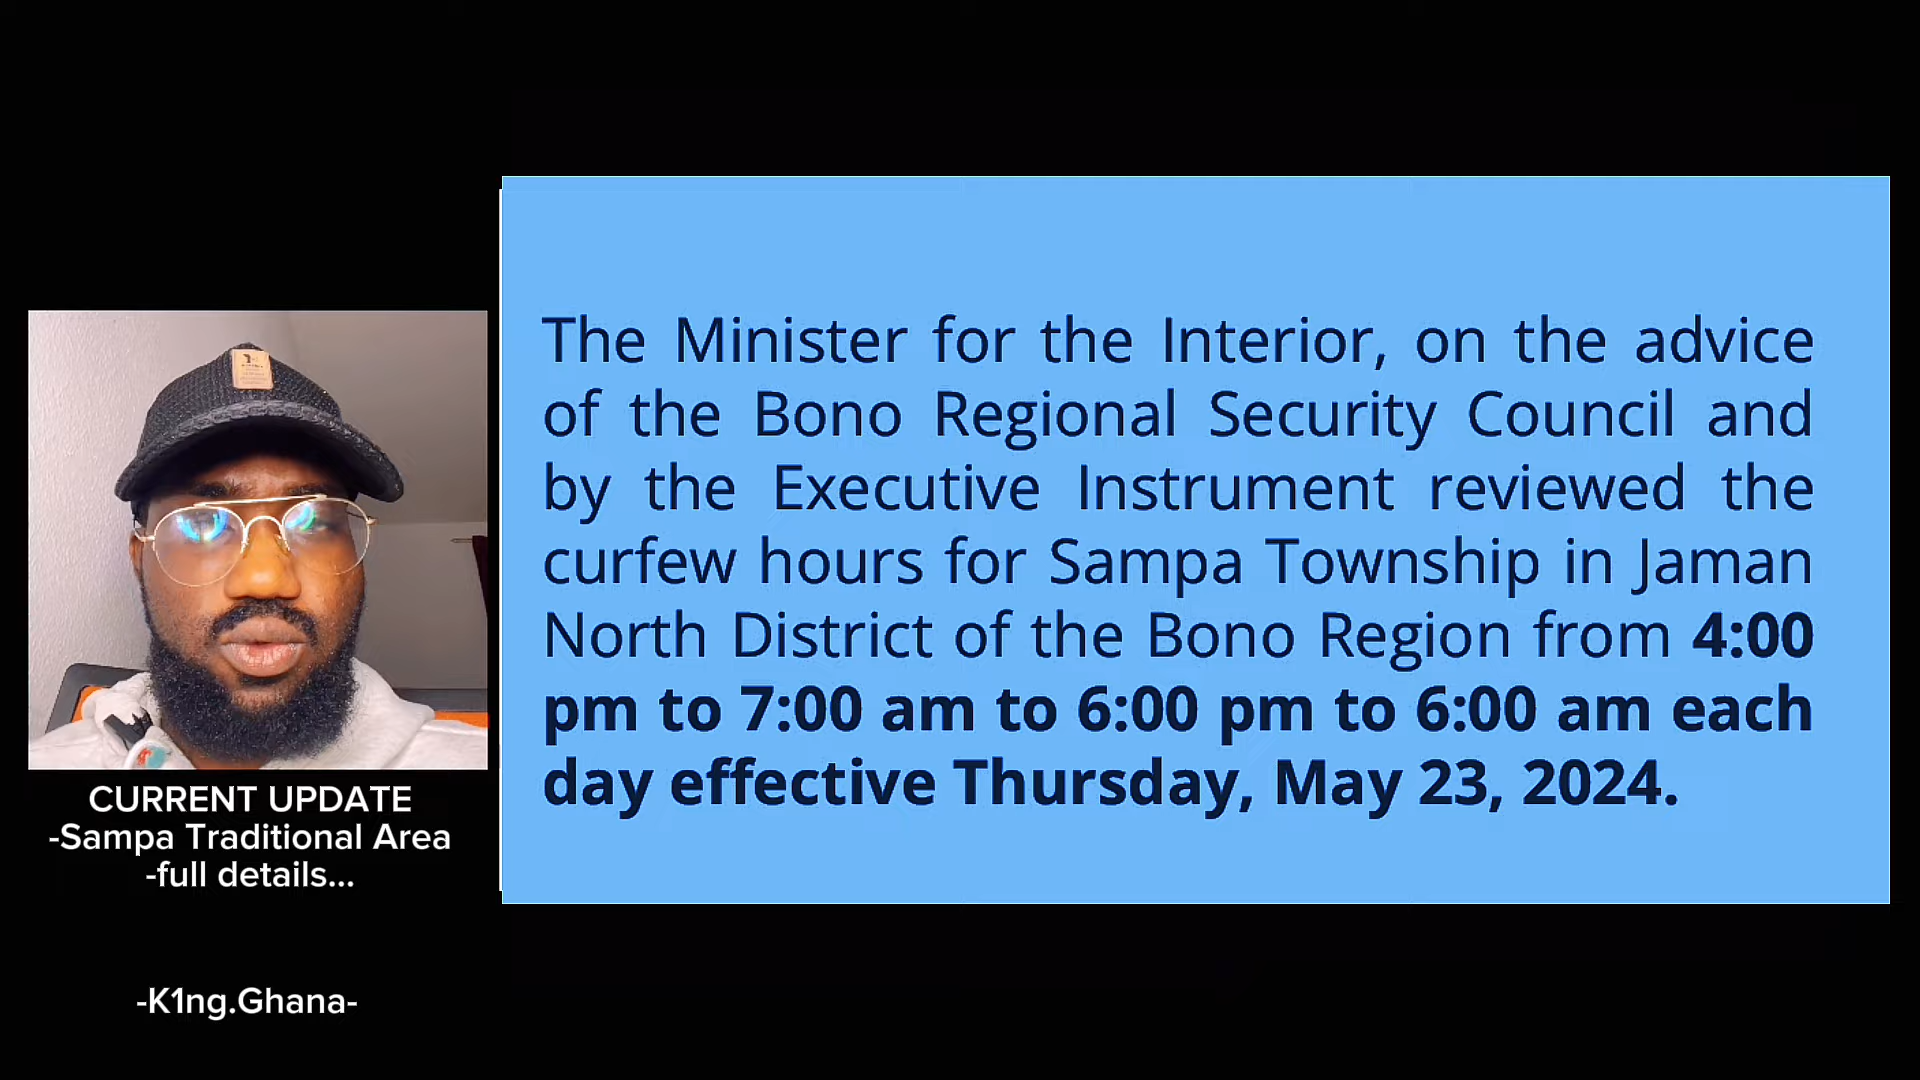 The Minister for the Interior, on the advice
of the Bono Regional Security Council and
by the Executive Instrument reviewed the
curfew hours for Sampa Township in Jaman
North District of the Bono Region from 4:00
pm to 7:00 am to 6:00 pm to 6:00 am each
day effective Thursday, May 23, 2024.
CURRENT UPDATE
-Sampa Traditional Area
-full details...
-K1ng.Ghana-